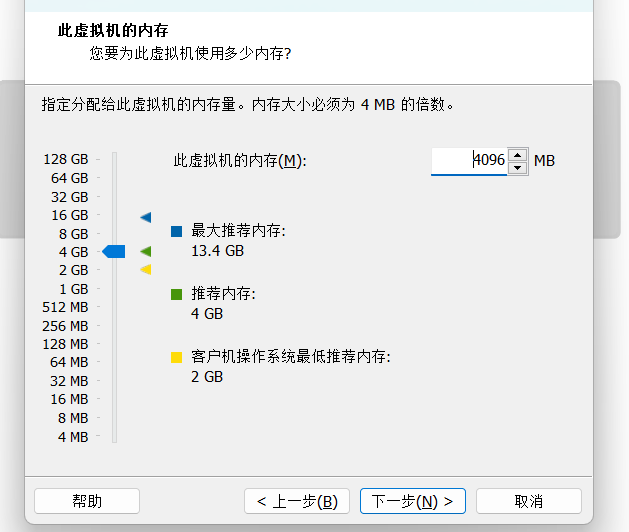 此虚拟机的内存
您要为此虚拟机使用多少内存?
指定分配给此虚拟机的内存量。内存大小必须为 4 MB 的倍数。
128 GB
此虚拟机的内存(M):
4096 MB
64 GB
32 GB
16 GB
8 GB
最大推荐内存:
4 GB
13.4 GB
2 GB
1 GB
推荐内存:
512 MB
4 GB
256 MB
128 MB
客户机操作系统最低推荐内存:
64 MB
32 MB
2 GB
16 MB
8 MB
4 MB
帮助
< 上一步(B)
下一步(N) >
取消